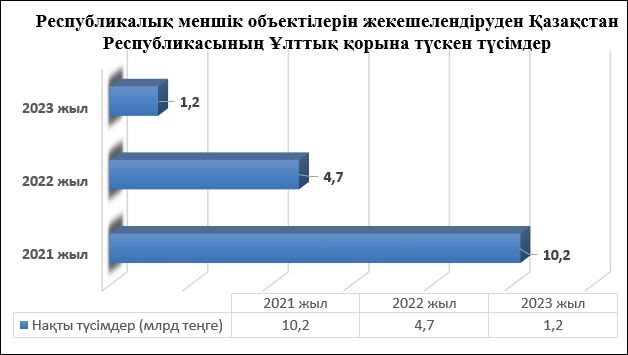 Республикалық меншік объектілерін жекешелендіруден Қазақстан
Республикасының Ұлттық қорына түскен түсімдер
2023 жыл
1,2
2022 жыл
4,7
2021 жыл
10,2
2021 жыл 2022 жыл 2023 жыл
Нақты түсімдер (млрд теңге) 10,2 4,7 1,2